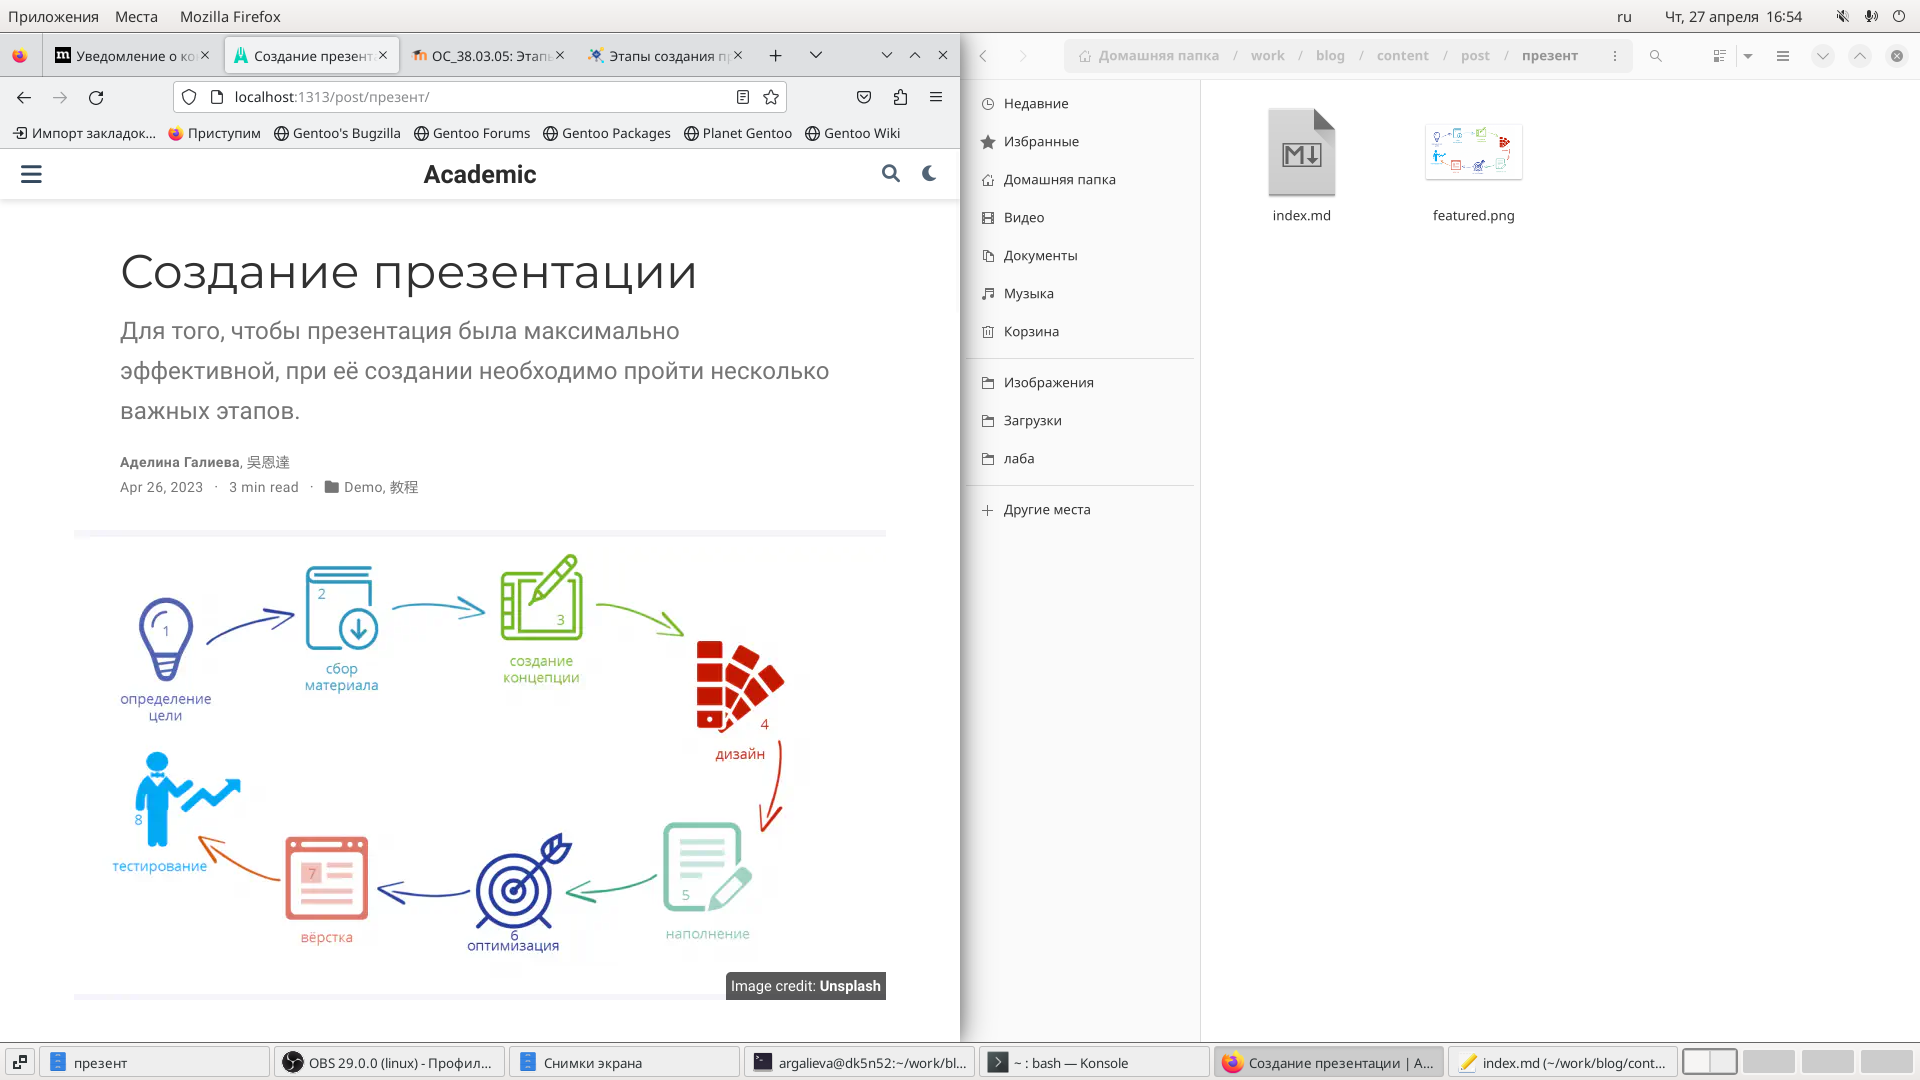 Приложения Места Mozilla Firefox ru Чт, 27 апреля 16:54
Уведомление о ко Создание презент ОС_38.03.05: Этап Этапы создания п
localhost:1313/post/презент/
Импорт закладок... Приступим Gentoo's Bugzilla Gentoo Forums Gentoo Packages Planet Gentoo Gentoo Wiki
Academic
Создание презентации
Для того, чтобы презентация была максимально
эффективной, при её создании необходимо пройти несколько
важных этапов.
Аделина Галиева, 吳恩達
Apr 26, 2023 · 3 min read · Demo, 教程
1
определение
цели
2
сбор
материала
3
создание
концепции
4
дизайн
5
наполнение
6
оптимизация
7
вёрстка
8
тестирование
Image credit: Unsplash
Домашняя папка / work / blog / content / post / презент
Недавние
Избранные
Домашняя папка
Видео
Документы
Музыка
Корзина
Изображения
Загрузки
лаба
Другие места
index.md
featured.png
презент OBS 29.0.0 (linux) - Профил... Снимки экрана argalieva@dk5n52:~/work/bl... ~ : bash — Konsole Создание презентации | A... index.md (~/work/blog/cont...